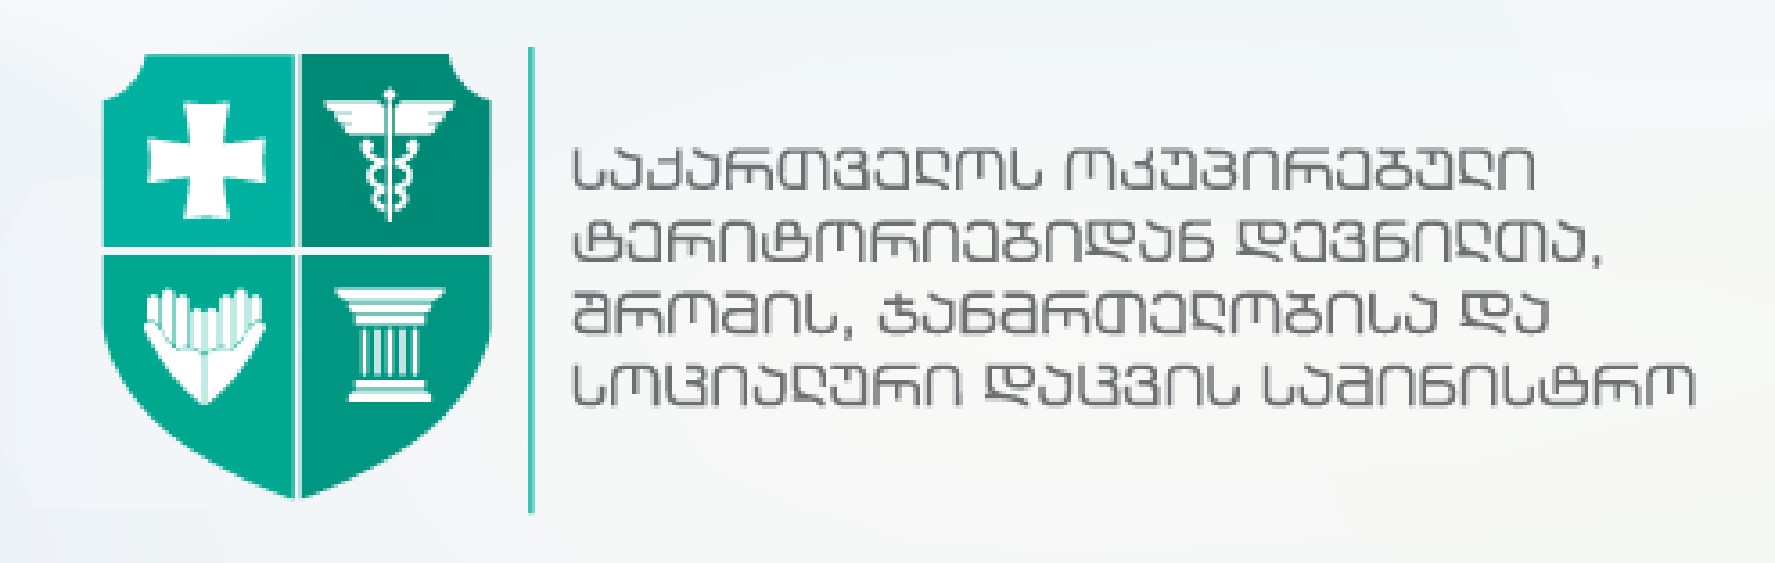 საქართველოს ოკუპირებული
ტერიტორიებიდან დევნილთა,
შრომის, ჯანმრთელობისა და
სოციალური დაცვის სამინისტრო